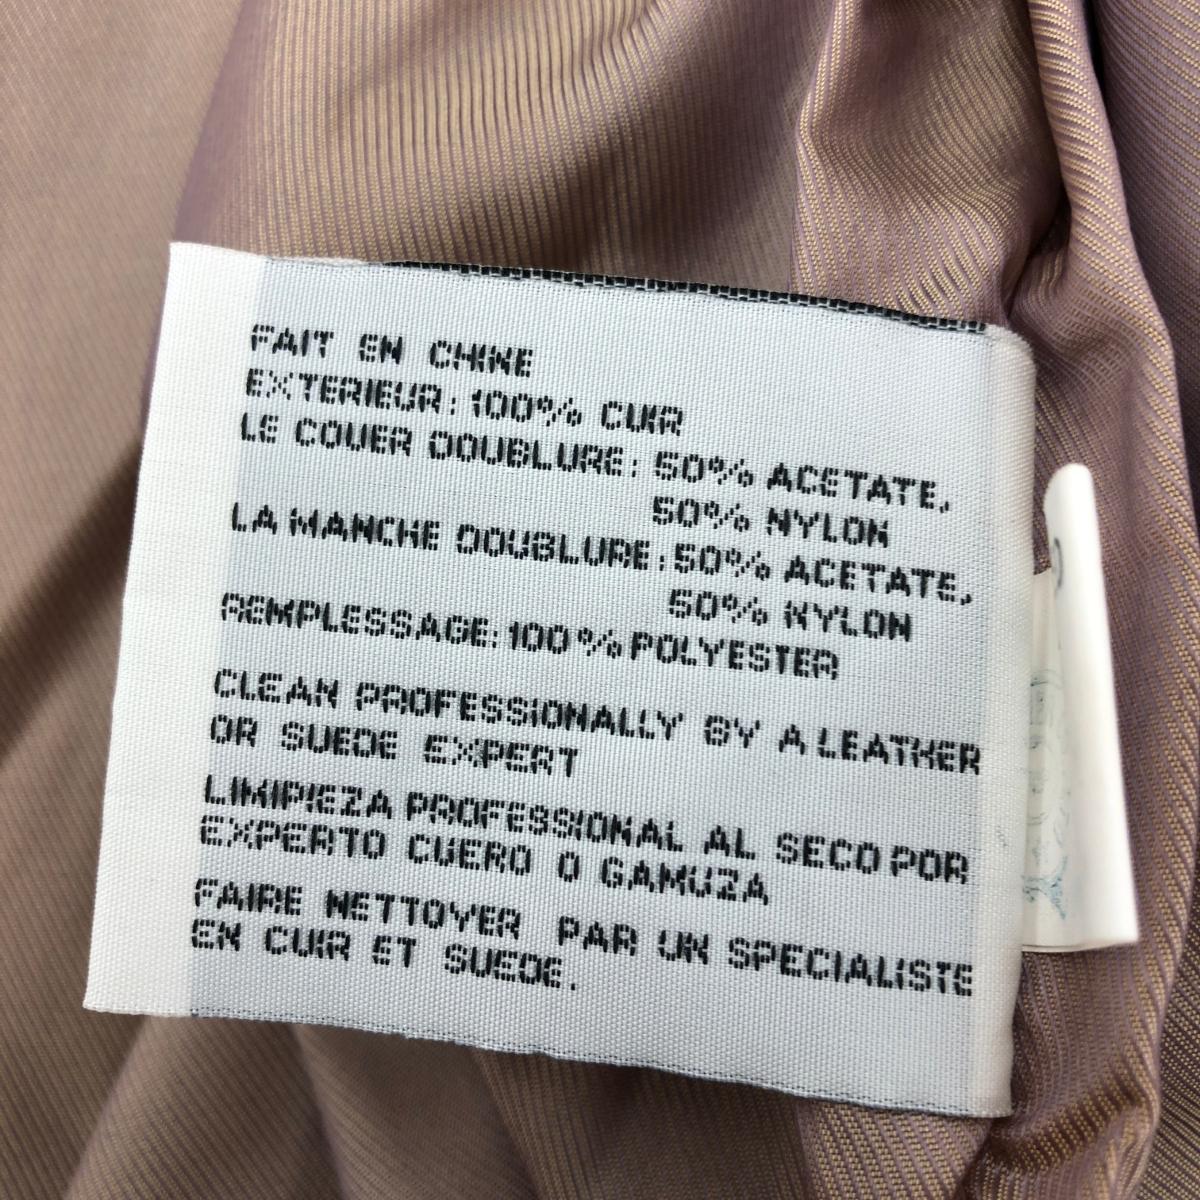 FAIT EN CHINE
EXTERIEUR: 100% CUIR
LE COUER DOUBLURE: 50% ACETATE,
50% NYLON
LA MANCHE DOUBLURE: 50% ACETATE,
50% NYLON
REMPLESSAGE: 100% POLYESTER
CLEAN PROFESSIONALLY BY A LEATHER
OR SUEDE EXPERT
LIMIPIEZA PROFESSIONAL AL SECO POR
EXPERTO CUERO O GAMUZA
FAIRE NETTOYER PAR UN SPECIALISTE
EN CUIR ET SUEDE.